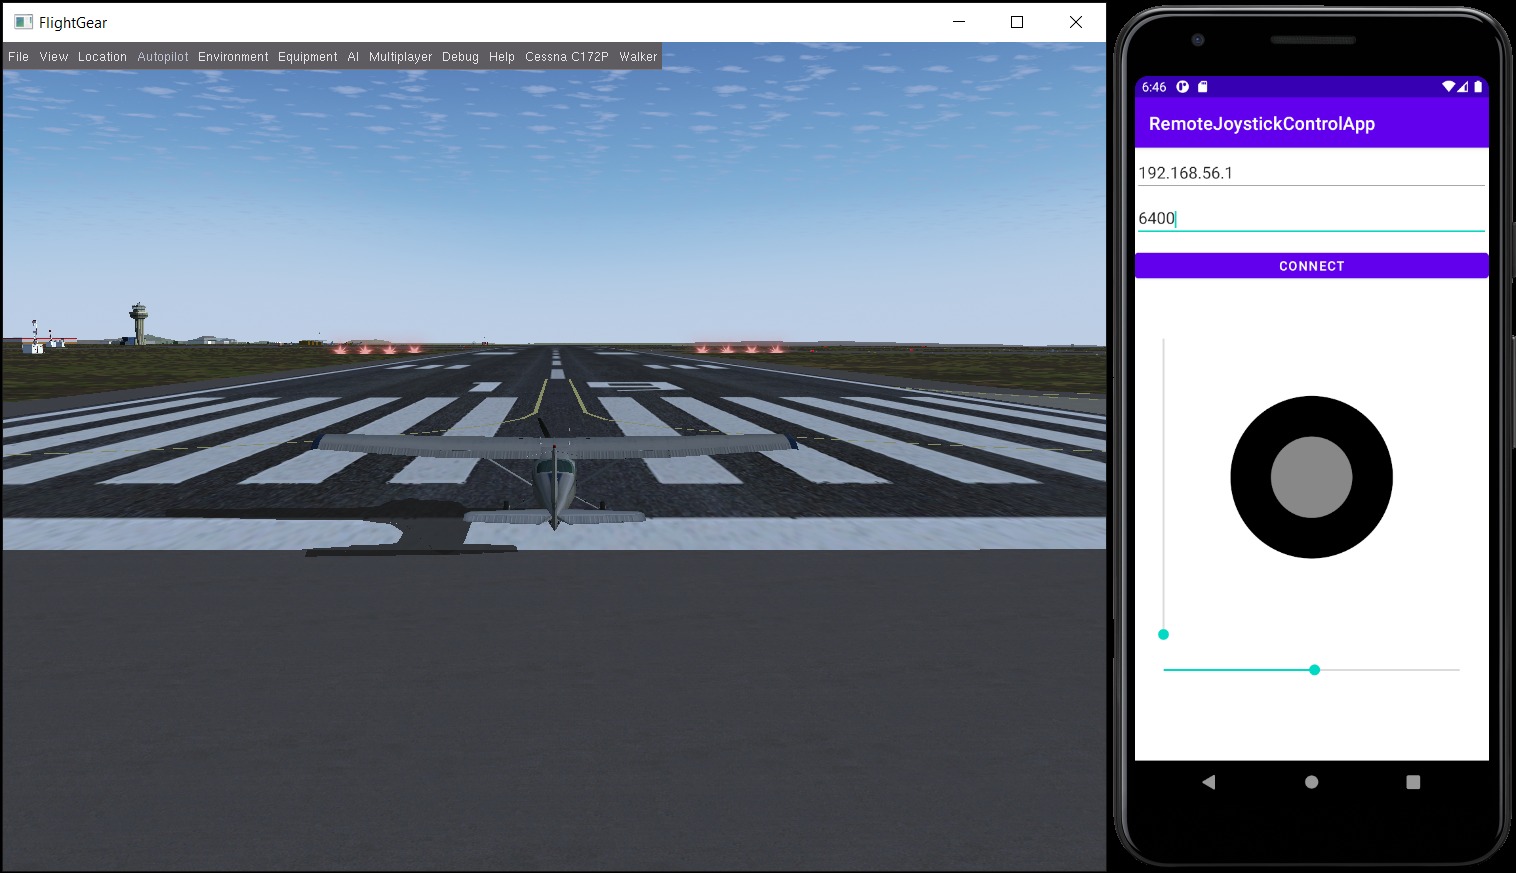 FlightGear
File View Location Autopilot Environment Equipment AI Multiplayer Debug Help Cessna C172P Walker
6:46
RemoteJoystickControlApp
192.168.56.1
6400
CONNECT